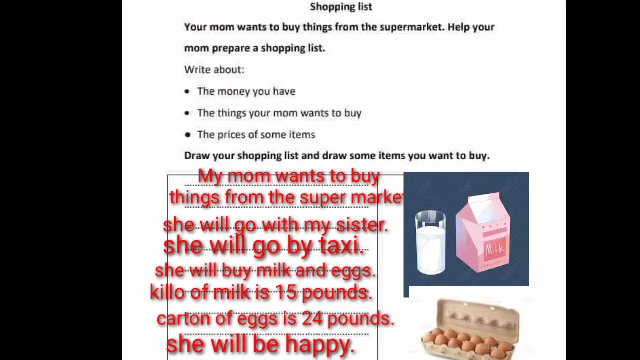 Shopping list
Your mom wants to buy things from the supermarket. Help your
mom prepare a shopping list.
Write about:
• The money you have
• The things your mom wants to buy
• The prices of some items
Draw your shopping list and draw some items you want to buy.
My mom wants to buy
things from the super market
she will go with my sister.
she will go by taxi.
she will buy milk and eggs.
killo of milk is 15 pounds.
carton of eggs is 24 pounds.
she will be happy.
Milk